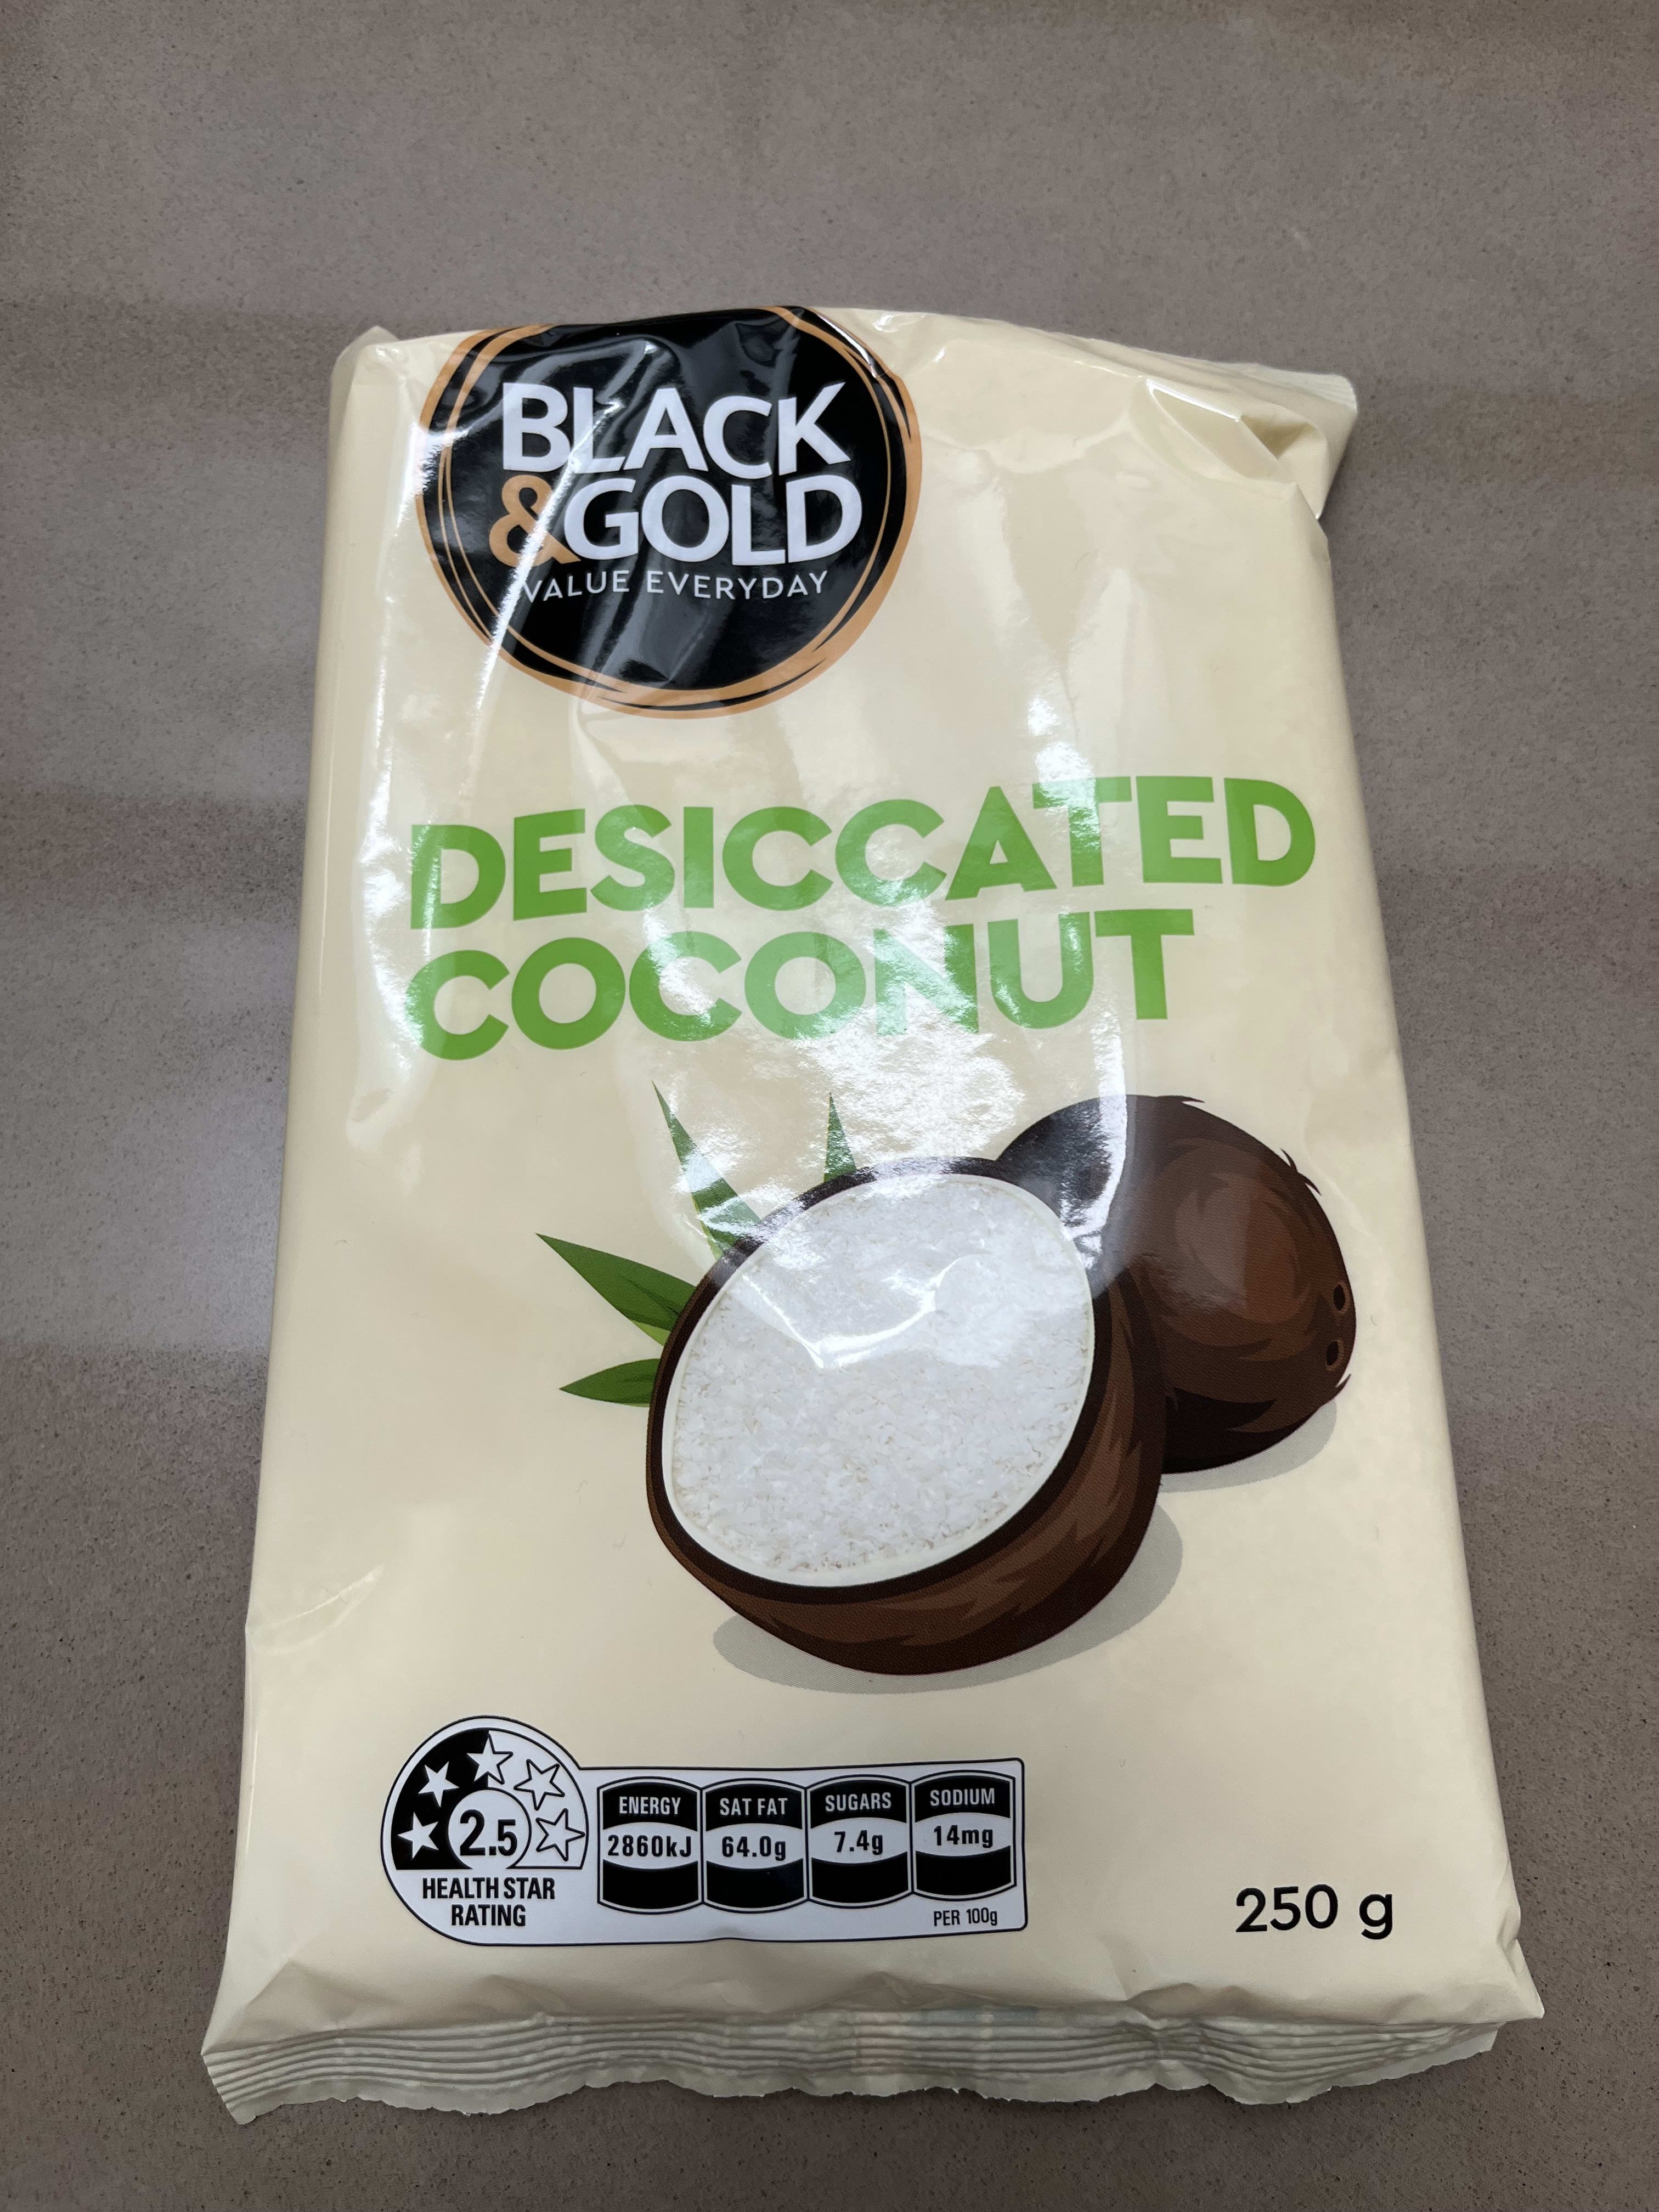 BLACK
&GOLD
VALUE EVERYDAY
DESICCATED
COCONUT
2.5
HEALTH STAR
RATING
ENERGY
2860kJ
SAT FAT
64.0g
SUGARS
7.4g
SODIUM
14mg
PER 100g
250 g